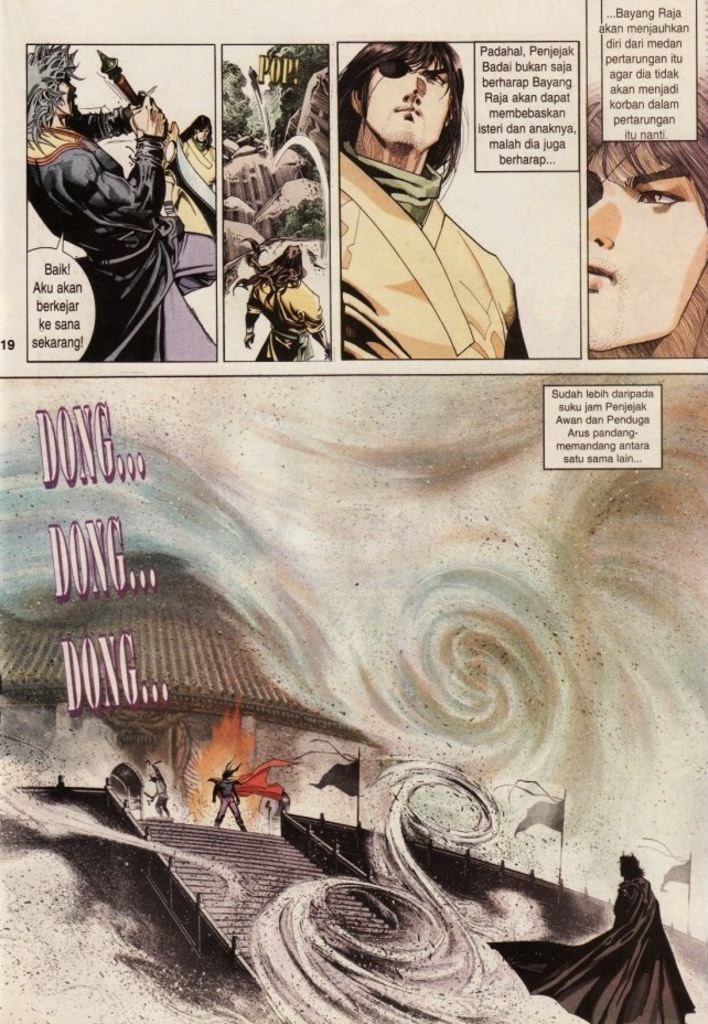 Baik!
Aku akan
berkejar
ke sana
sekarang!
POP!
Padahal, Penjejak
Badai bukan saja
berharap Bayang
Raja akan dapat
membebaskan
isteri dan anaknya,
malah dia juga
berharap...
...Bayang Raja
akan menjauhkan
diri dari medan
pertarungan itu
agar dia tidak
akan menjadi
korban dalam
pertarungan
itu nanti.
19
DONG...
DONG...
DONG...
Sudah lebih daripada
suku jam Penjejak
Awan dan Penduga
Arus pandang-
memandang antara
satu sama lain...